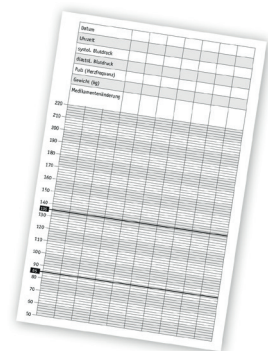 Datum
Uhrzeit
systol. Blutdruck
diastol. Blutdruck
Puls (Herzfrequenz)
Gewicht (kg)
Medikamentenänderung
220
210
200
190
180
170
160
150
140
135
130
120
110
100
90
85
80
70
60
50